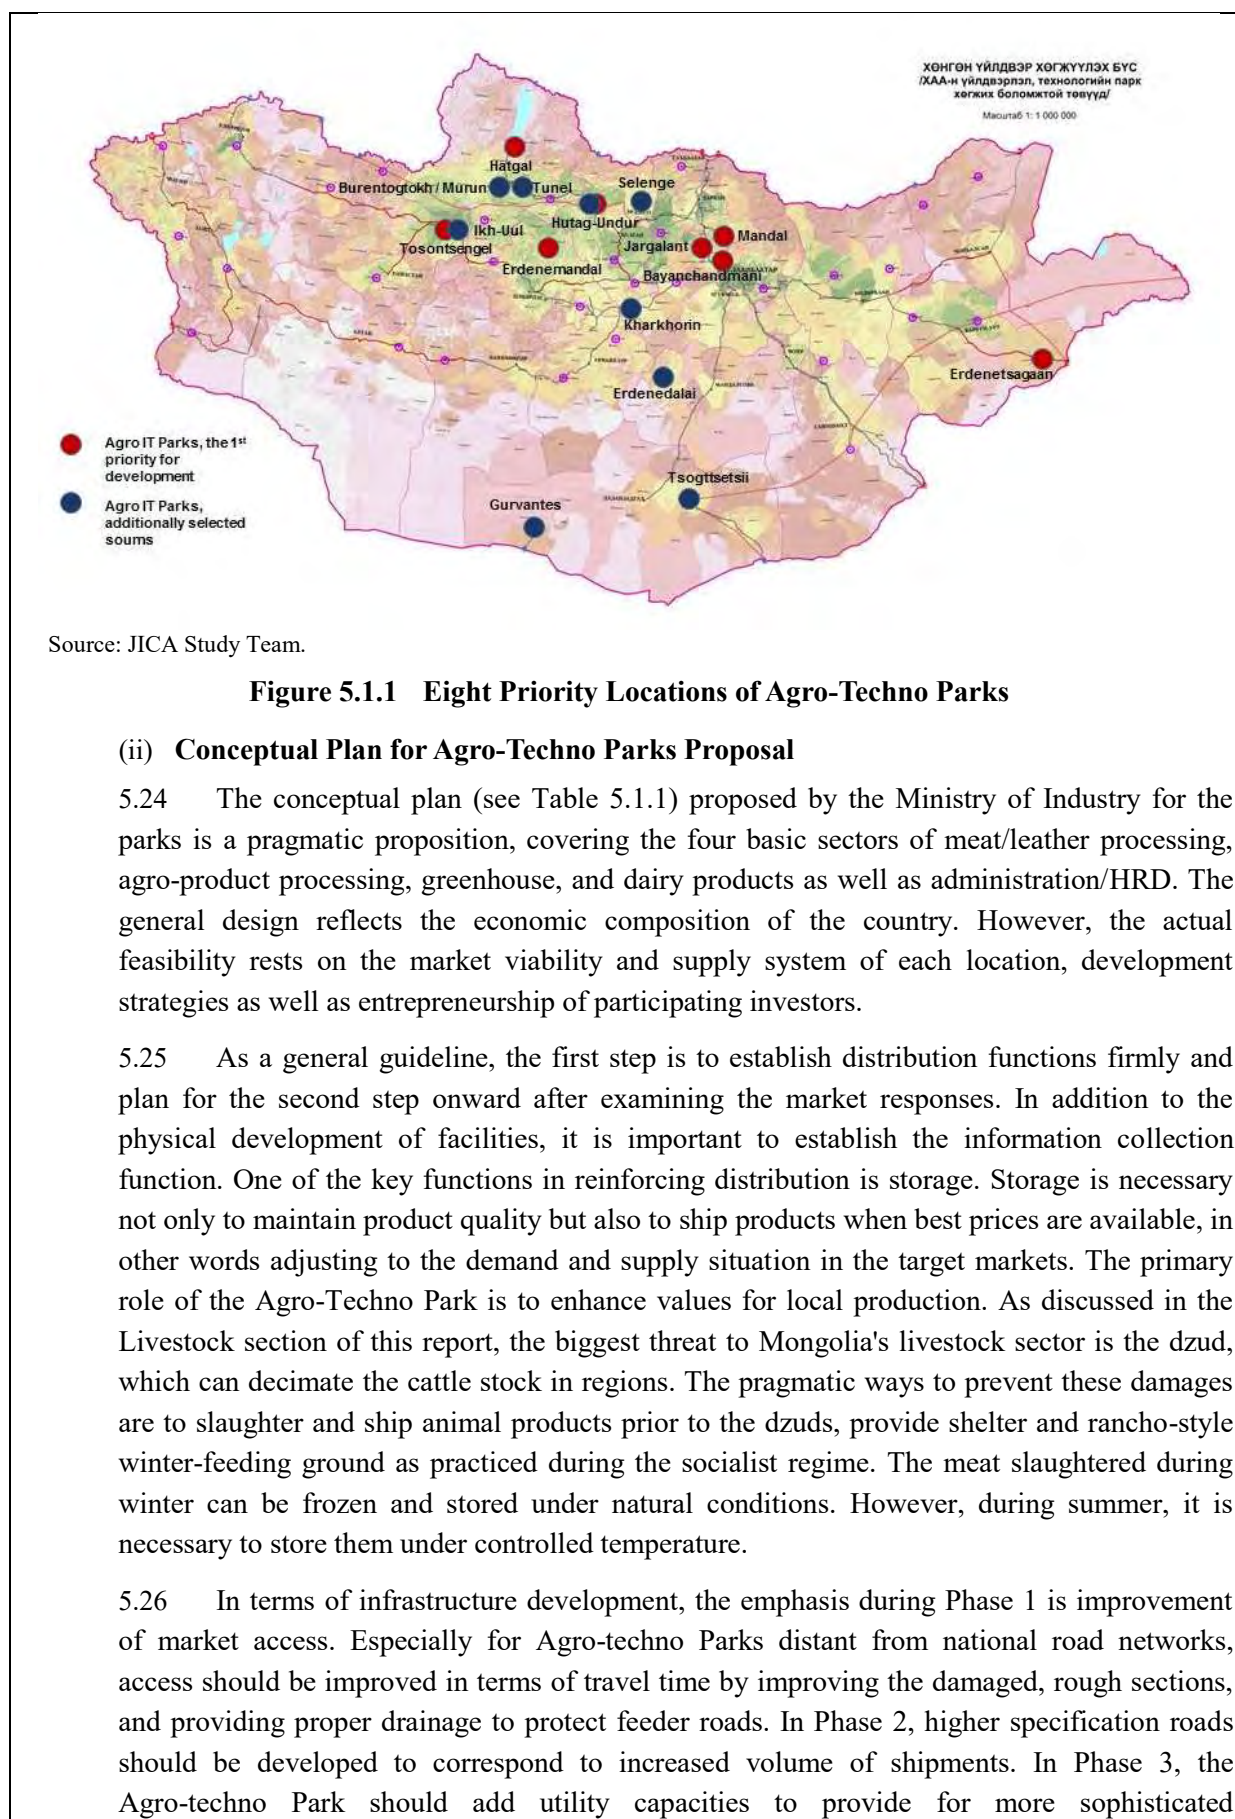 ХӨНГӨН ҮЙЛДВЭР ХӨГЖҮҮЛЭХ БҮС
/ХАА-н үйлдвэрлэл, технологийн парк
хөгжих боломжтой төвүүд/
Масштаб 1: 1 000 000
Hatgal
Burentogtokh / Murun
Tunel
Selenge
Hutag-Undur
Ikh-Uul
Tosontsengel
Mandal
Jargalant
Erdenemandal
Bayanchandmani
Kharkhorin
Erdenetsagaan
Erdenedalai
Tsogttsetsii
Gurvantes
Agro IT Parks, the 1st
priority for
development
Agro IT Parks,
additionally selected
soums
Source: JICA Study Team.
Figure 5.1.1 Eight Priority Locations of Agro-Techno Parks
(ii) Conceptual Plan for Agro-Techno Parks Proposal
5.24 The conceptual plan (see Table 5.1.1) proposed by the Ministry of Industry for the
parks is a pragmatic proposition, covering the four basic sectors of meat/leather processing,
agro-product processing, greenhouse, and dairy products as well as administration/HRD. The
general design reflects the economic composition of the country. However, the actual
feasibility rests on the market viability and supply system of each location, development
strategies as well as entrepreneurship of participating investors.
5.25 As a general guideline, the first step is to establish distribution functions firmly and
plan for the second step onward after examining the market responses. In addition to the
physical development of facilities, it is important to establish the information collection
function. One of the key functions in reinforcing distribution is storage. Storage is necessary
not only to maintain product quality but also to ship products when best prices are available, in
other words adjusting to the demand and supply situation in the target markets. The primary
role of the Agro-Techno Park is to enhance values for local production. As discussed in the
Livestock section of this report, the biggest threat to Mongolia's livestock sector is the dzud,
which can decimate the cattle stock in regions. The pragmatic ways to prevent these damages
are to slaughter and ship animal products prior to the dzuds, provide shelter and rancho-style
winter-feeding ground as practiced during the socialist regime. The meat slaughtered during
winter can be frozen and stored under natural conditions. However, during summer, it is
necessary to store them under controlled temperature.
5.26 In terms of infrastructure development, the emphasis during Phase 1 is improvement
of market access. Especially for Agro-techno Parks distant from national road networks,
access should be improved in terms of travel time by improving the damaged, rough sections,
and providing proper drainage to protect feeder roads. In Phase 2, higher specification roads
should be developed to correspond to increased volume of shipments. In Phase 3, the
Agro-techno Park should add utility capacities to provide for more sophisticated